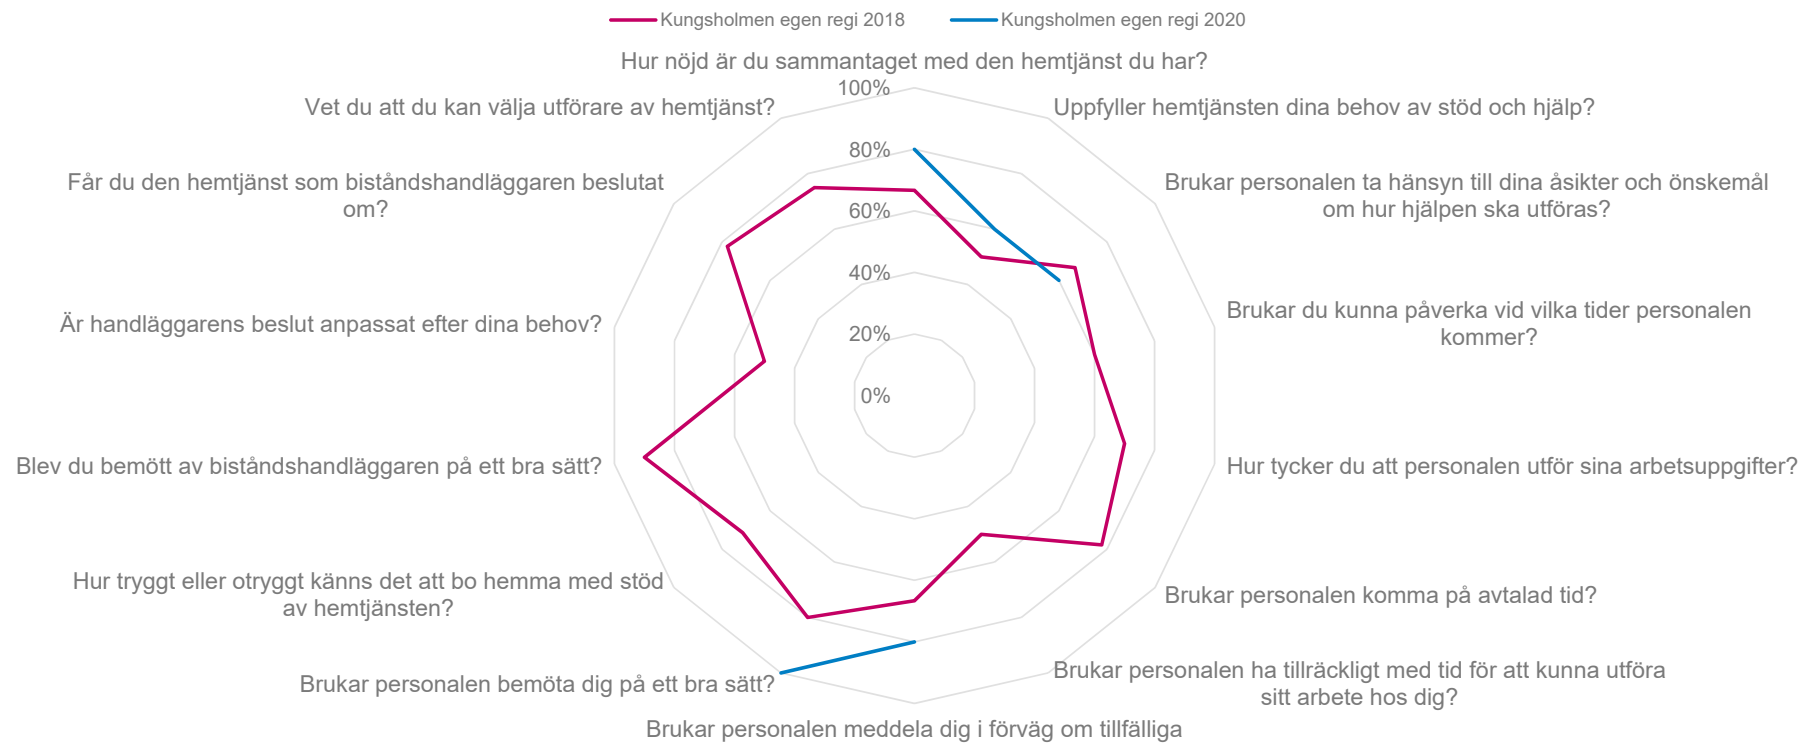 Kungsholmen egen regi 2018
Kungsholmen egen regi 2020
Hur nöjd är du sammantaget med den hemtjänst du har?
100%
80%
60%
40%
20%
0%
Uppfyller hemtjänsten dina behov av stöd och hjälp?
Brukar personalen ta hänsyn till dina åsikter och önskemål
om hur hjälpen ska utföras?
Brukar du kunna påverka vid vilka tider personalen
kommer?
Hur tycker du att personalen utför sina arbetsuppgifter?
Brukar personalen komma på avtalad tid?
Brukar personalen ha tillräckligt med tid för att kunna utföra
sitt arbete hos dig?
Brukar personalen meddela dig i förväg om tillfälliga
Brukar personalen bemöta dig på ett bra sätt?
Hur tryggt eller otryggt känns det att bo hemma med stöd
av hemtjänsten?
Blev du bemött av biståndshandläggaren på ett bra sätt?
Är handläggarens beslut anpassat efter dina behov?
Får du den hemtjänst som biståndshandläggaren beslutat
om?
Vet du att du kan välja utförare av hemtjänst?